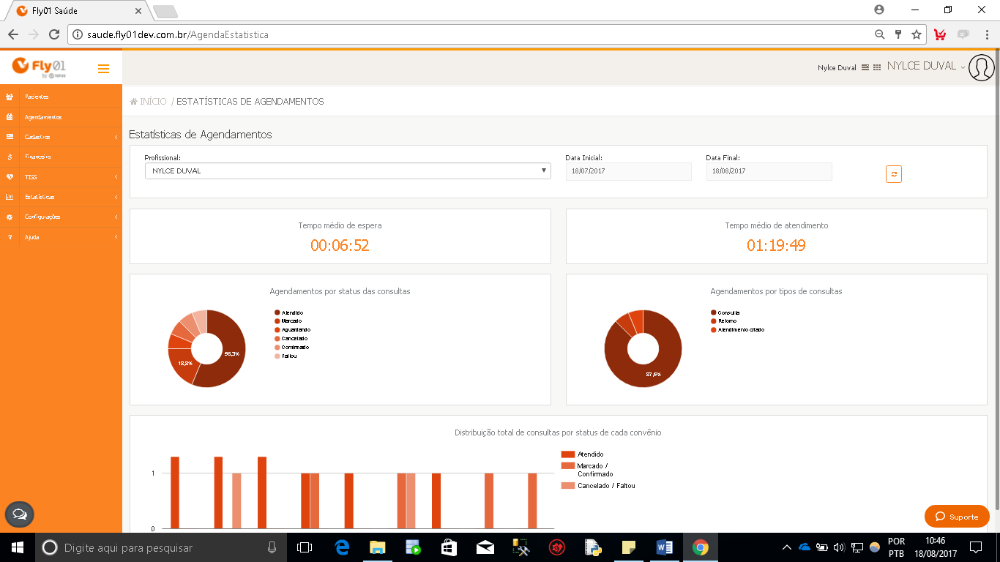 Fly01 Saúde
saude.fly01dev.com.br/AgendaEstatistica
Fly01
Nylce Duval
NYLCE DUVAL
Pacientes
Agendamentos
Cadastros
Financeiro
TISS
Estatísticas
Configurações
Ajuda
INÍCIO / ESTATÍSTICAS DE AGENDAMENTOS
Estatísticas de Agendamentos
Profissional:
NYLCE DUVAL
Data Inicial:
18/07/2017
Data Final:
18/08/2017
Tempo médio de espera
00:06:52
Tempo médio de atendimento
01:19:49
Agendamentos por status das consultas
56,3%
18,8%
Atendido
Marcado
Aguardando
Cancelado
Confirmado
Faltou
Agendamentos por tipos de consultas
87,5%
Consulta
Retorno
Atendimento criado
Distribuição total de consultas por status de cada convênio
1
0
Atendido
Marcado /
Confirmado
Cancelado / Faltou
Suporte
Digite aqui para pesquisar
POR
PTB
10:46
18/08/2017